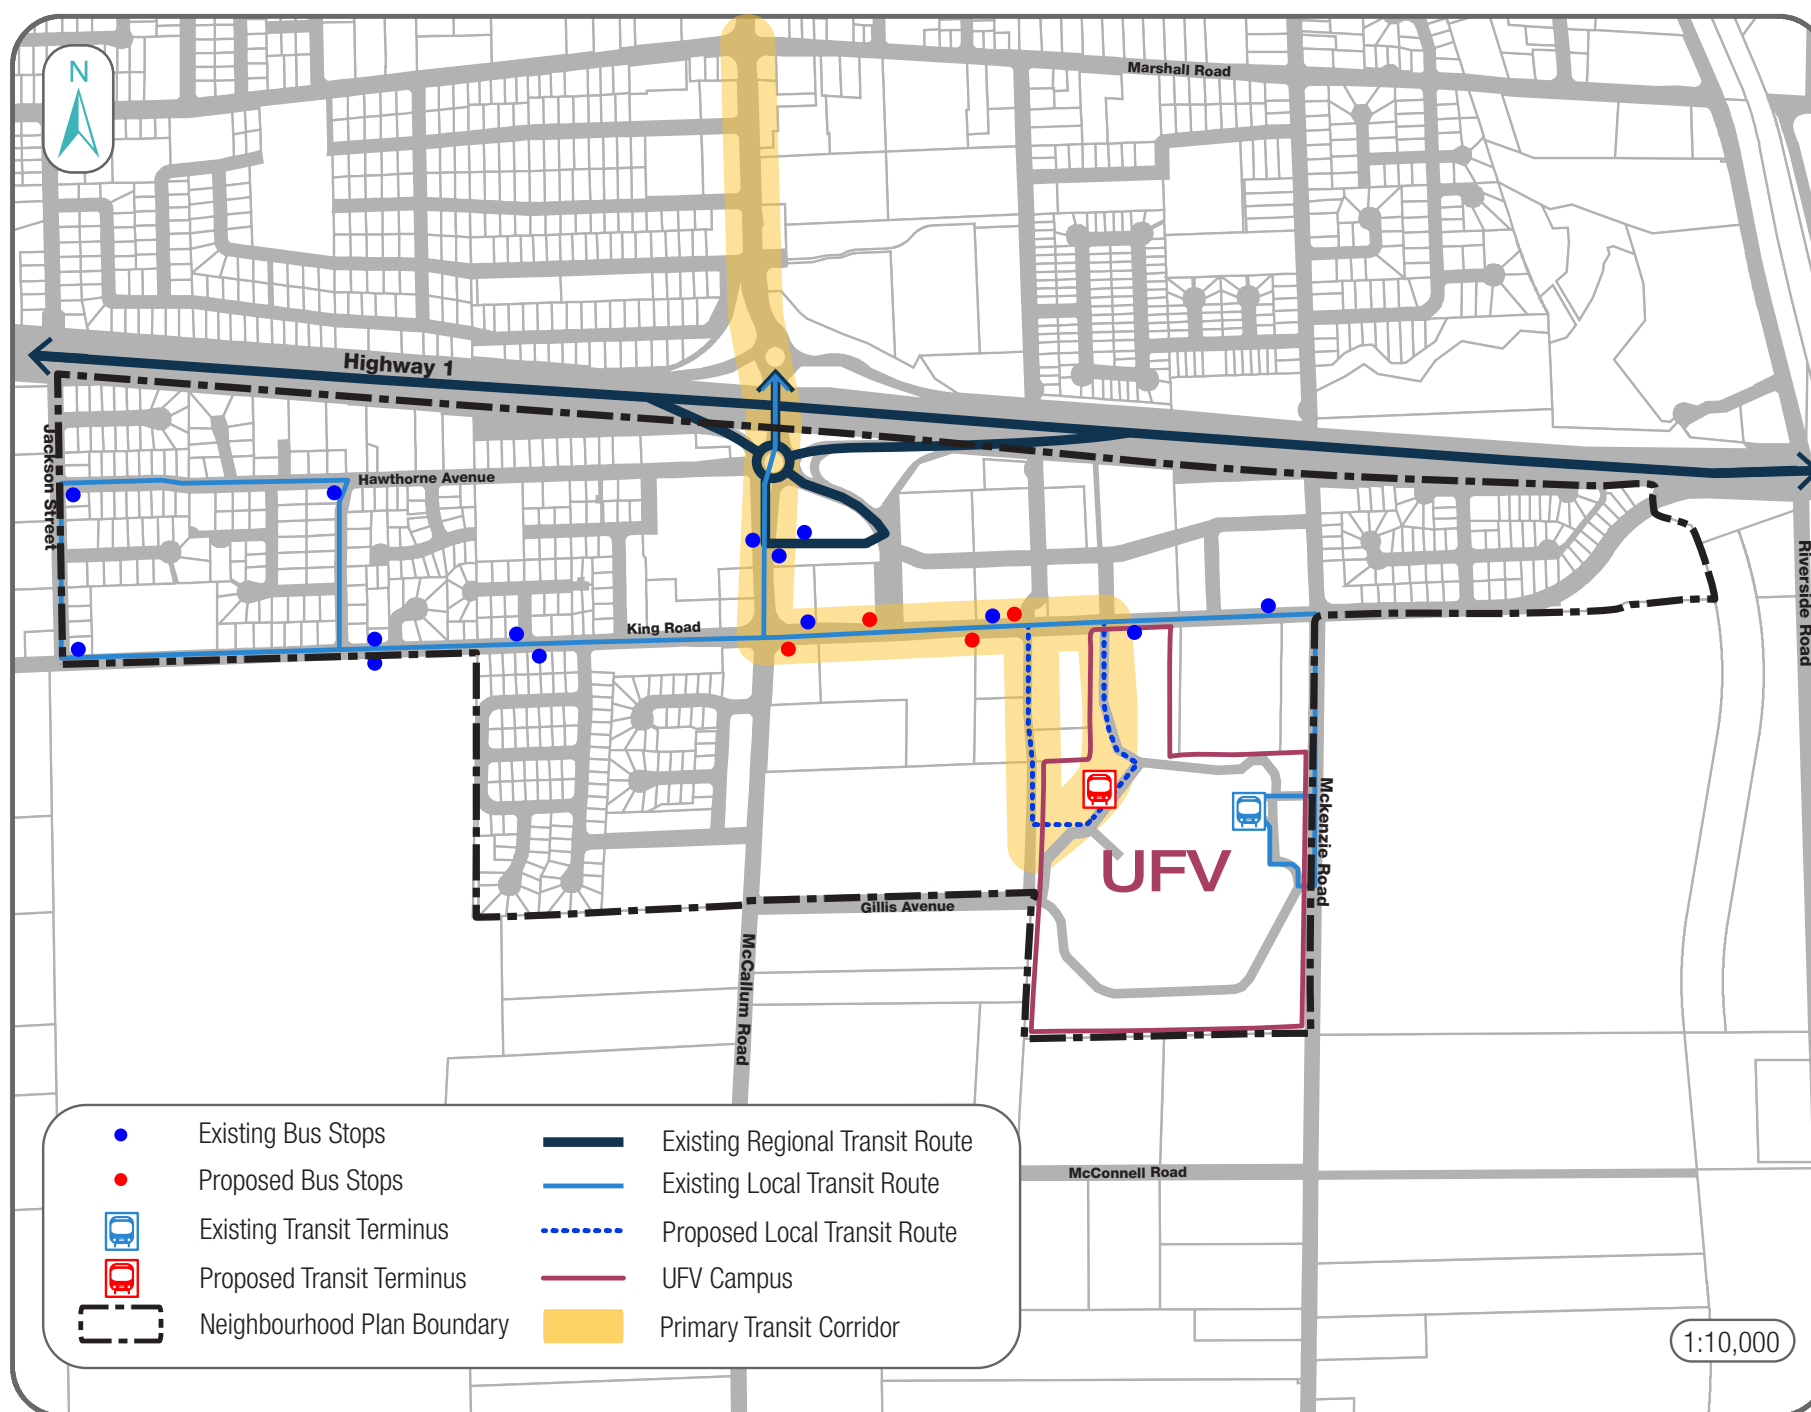 N
Marshall Road
Highway 1
Jackson Street
Hawthorne Avenue
King Road
Riverside Road
Mckenzie Road
UFV
Gillis Avenue
McCallum Road
McConnell Road
Existing Bus Stops
Proposed Bus Stops
Existing Transit Terminus
Proposed Transit Terminus
Neighbourhood Plan Boundary
Existing Regional Transit Route
Existing Local Transit Route
Proposed Local Transit Route
UFV Campus
Primary Transit Corridor
1:10,000